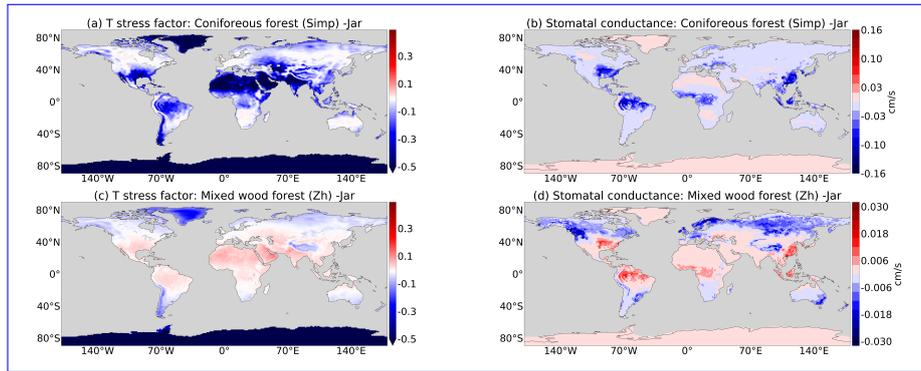 (a) T stress factor: Coniforeous forest (Simp) -Jar
80°N
40°N
0°
40°S
80°S
140°W 70°W 0° 70°E 140°E
0.3
0.1
-0.1
-0.3
-0.5
(b) Stomatal conductance: Coniforeous forest (Simp) -Jar
80°N
40°N
0°
40°S
80°S
140°W 70°W 0° 70°E 140°E
0.16
0.10
0.03
-0.03
-0.10
-0.16
cm/s
(c) T stress factor: Mixed wood forest (Zh) -Jar
80°N
40°N
0°
40°S
80°S
140°W 70°W 0° 70°E 140°E
0.3
0.1
-0.1
-0.3
-0.5
(d) Stomatal conductance: Mixed wood forest (Zh) -Jar
80°N
40°N
0°
40°S
80°S
140°W 70°W 0° 70°E 140°E
0.030
0.018
0.006
-0.006
-0.018
-0.030
cm/s